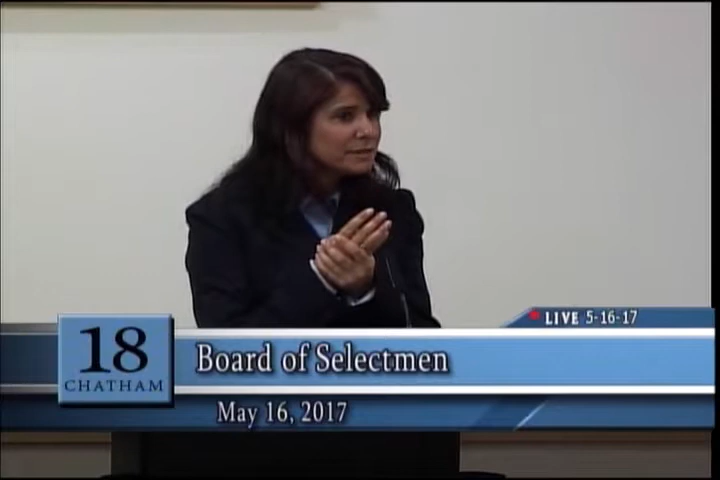 LIVE 5-16-17
18
CHATHAM
Board of Selectmen
May 16, 2017